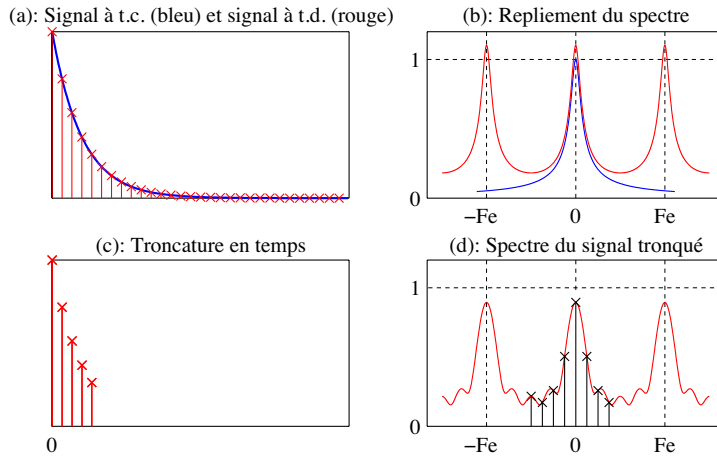 (a): Signal à t.c. (bleu) et signal à t.d. (rouge)
(b): Repliement du spectre
1
0
−Fe
0
Fe
(c): Troncature en temps
(d): Spectre du signal tronqué
1
0
0
−Fe
0
Fe